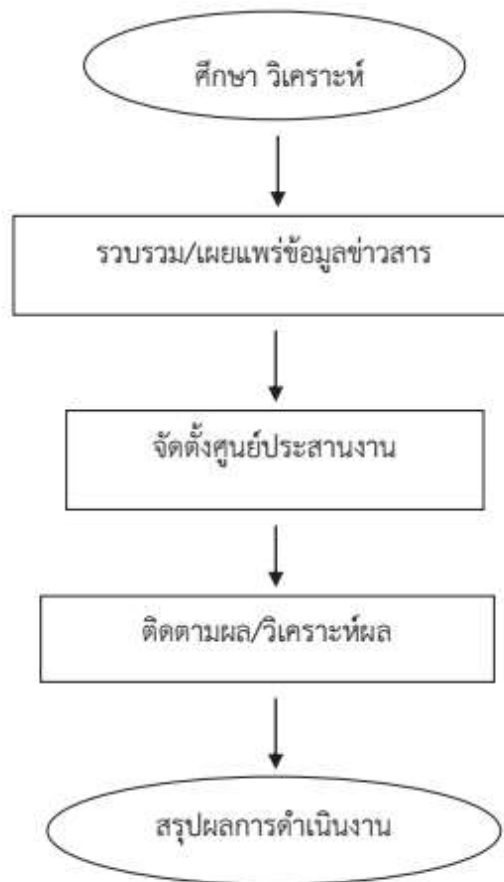 ศึกษา วิเคราะห์
รวบรวม/เผยแพร่ข้อมูลข่าวสาร
จัดตั้งศูนย์ประสานงาน
ติดตามผล/วิเคราะห์ผล
สรุปผลการดำเนินงาน